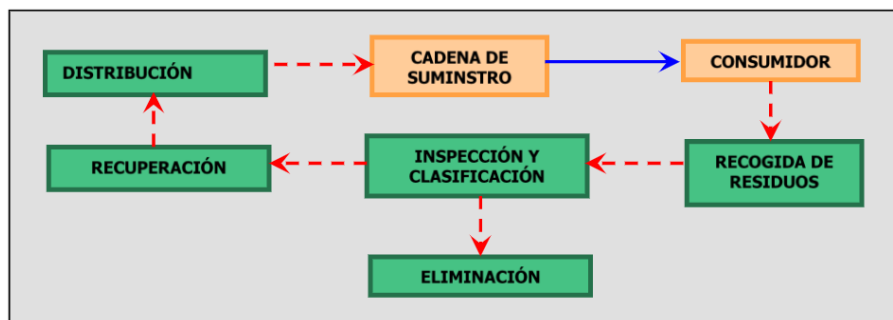 DISTRIBUCIÓN
CADENA DE
SUMINSTRO
CONSUMIDOR
RECUPERACIÓN
INSPECCIÓN Y
CLASIFICACIÓN
RECOGIDA DE
RESIDUOS
ELIMINACIÓN